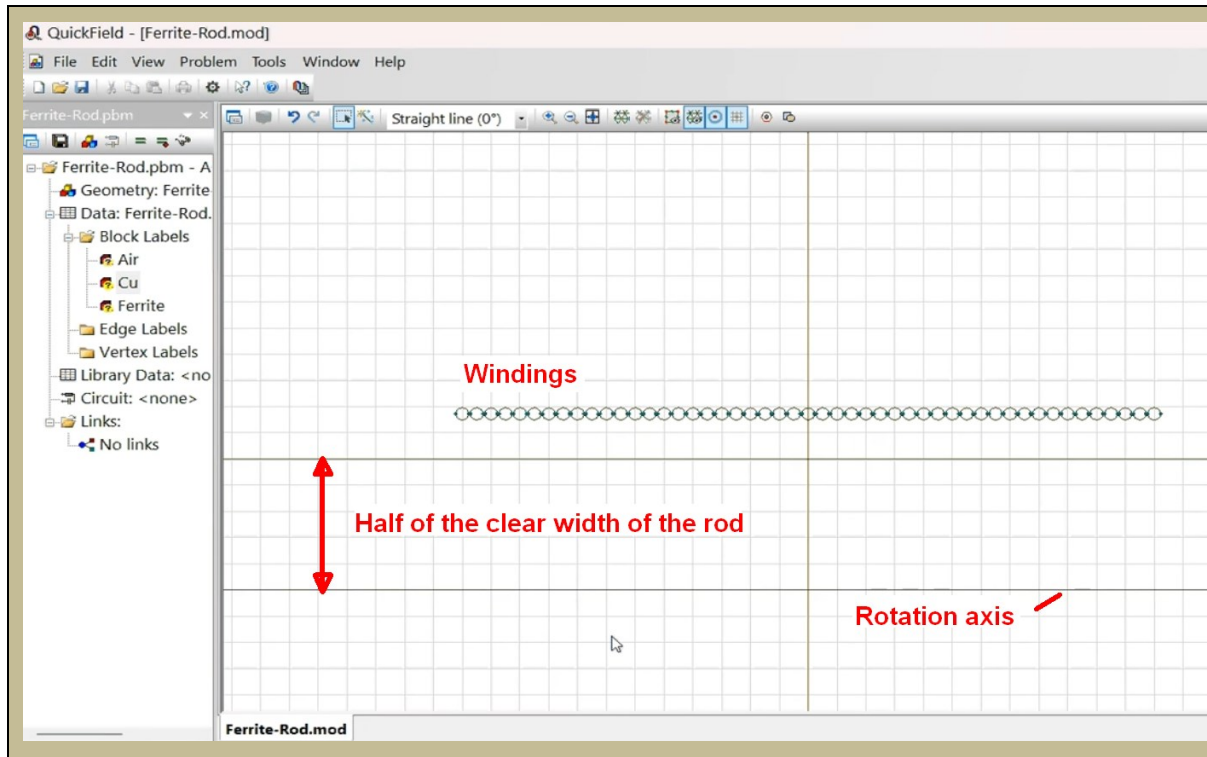 QuickField - [Ferrite-Rod.mod]
File Edit View Problem Tools Window Help
Ferrite-Rod.pbm
Straight line (0°)
Ferrite-Rod.pbm - A
Geometry: Ferrite
Data: Ferrite-Rod.
Block Labels
Air
Cu
Ferrite
Edge Labels
Vertex Labels
Library Data: <no
Circuit: <none>
Links:
No links
Windings
Half of the clear width of the rod
Rotation axis
Ferrite-Rod.mod